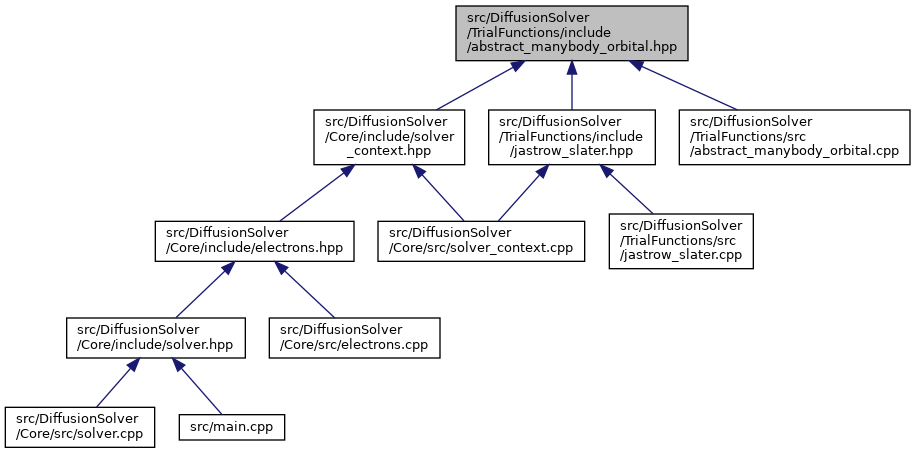 src/DiffusionSolver
/TrialFunctions/include
/abstract_manybody_orbital.hpp
src/DiffusionSolver
/Core/include/solver
_context.hpp
src/DiffusionSolver
/TrialFunctions/include
/jastrow_slater.hpp
src/DiffusionSolver
/TrialFunctions/src
/abstract_manybody_orbital.cpp
src/DiffusionSolver
/Core/include/electrons.hpp
src/DiffusionSolver
/Core/src/solver_context.cpp
src/DiffusionSolver
/TrialFunctions/src
/jastrow_slater.cpp
src/DiffusionSolver
/Core/include/solver.hpp
src/DiffusionSolver
/Core/src/electrons.cpp
src/DiffusionSolver
/Core/src/solver.cpp
src/main.cpp